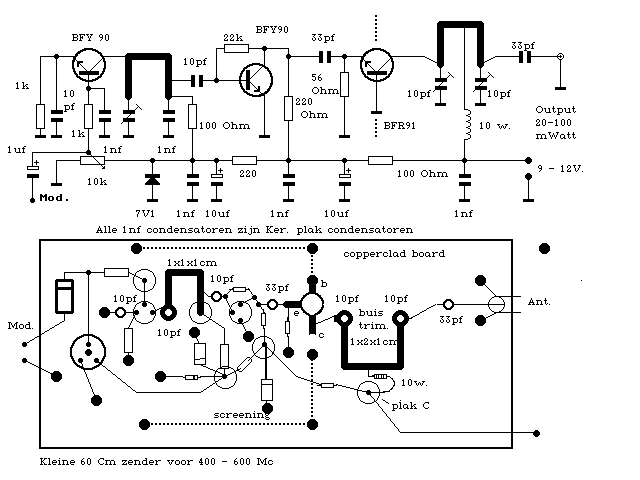 BFY 90
BFY90
22k
33pf
33pf
10pf
1k
10
pf
56
Ohm
10pf
10pf
220
Ohm
1k
100 Ohm
BFR91
10 w.
Output
20-100
mWatt
1uf
1nf
1nf
10k
220
100 Ohm
9 - 12V.
Mod.
7V1
1nf
10uf
1nf
10uf
1nf
Alle 1nf condensatoren zijn Ker. plak condensatoren
copperclad board
1x1x1cm
10pf
10pf
33pf
b
e
c
10pf
10pf
buis
trim.
1x2x1cm
33pf
Ant.
Mod.
10pf
10w.
plak C
screening
Kleine 60 Cm zender voor 400 - 600 Mc